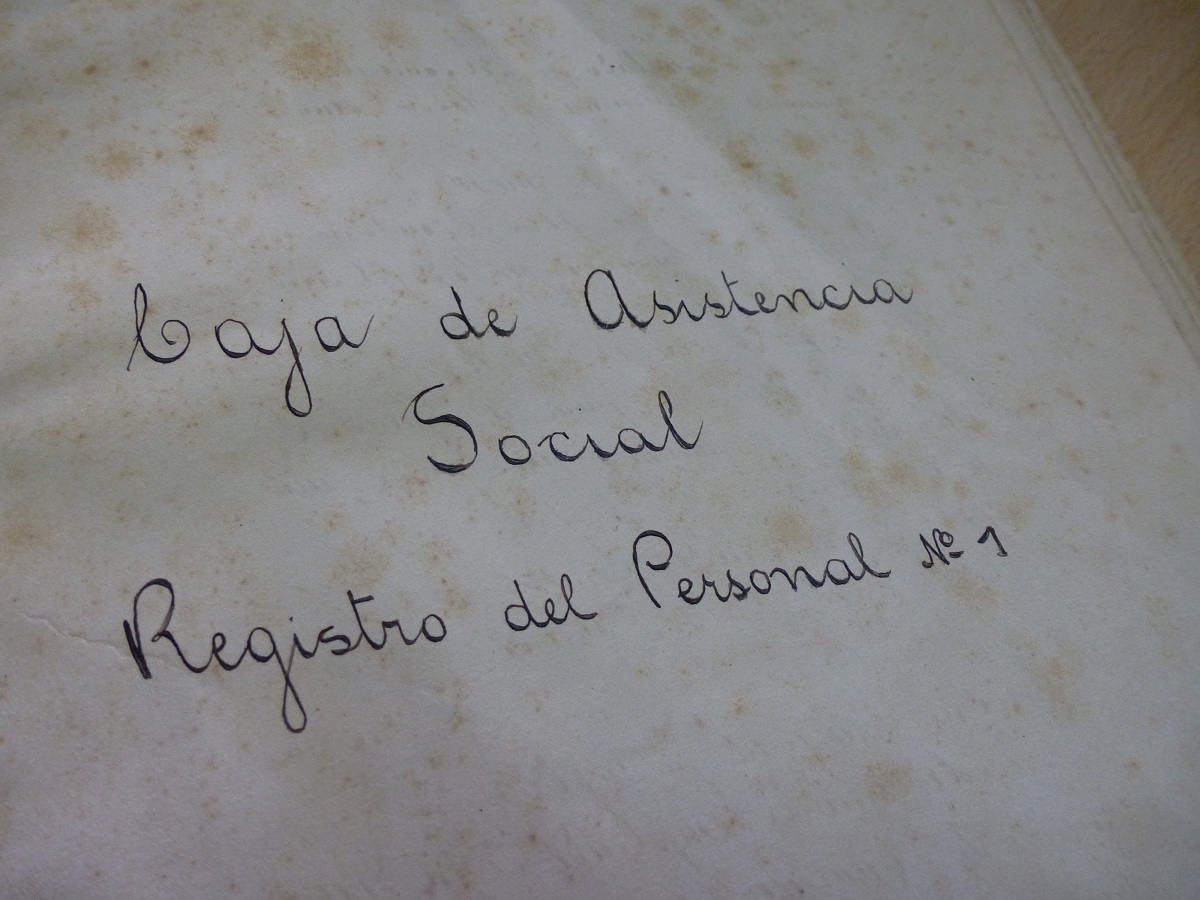 Caja de Asistencia
Social
Registro del Personal Nº 1